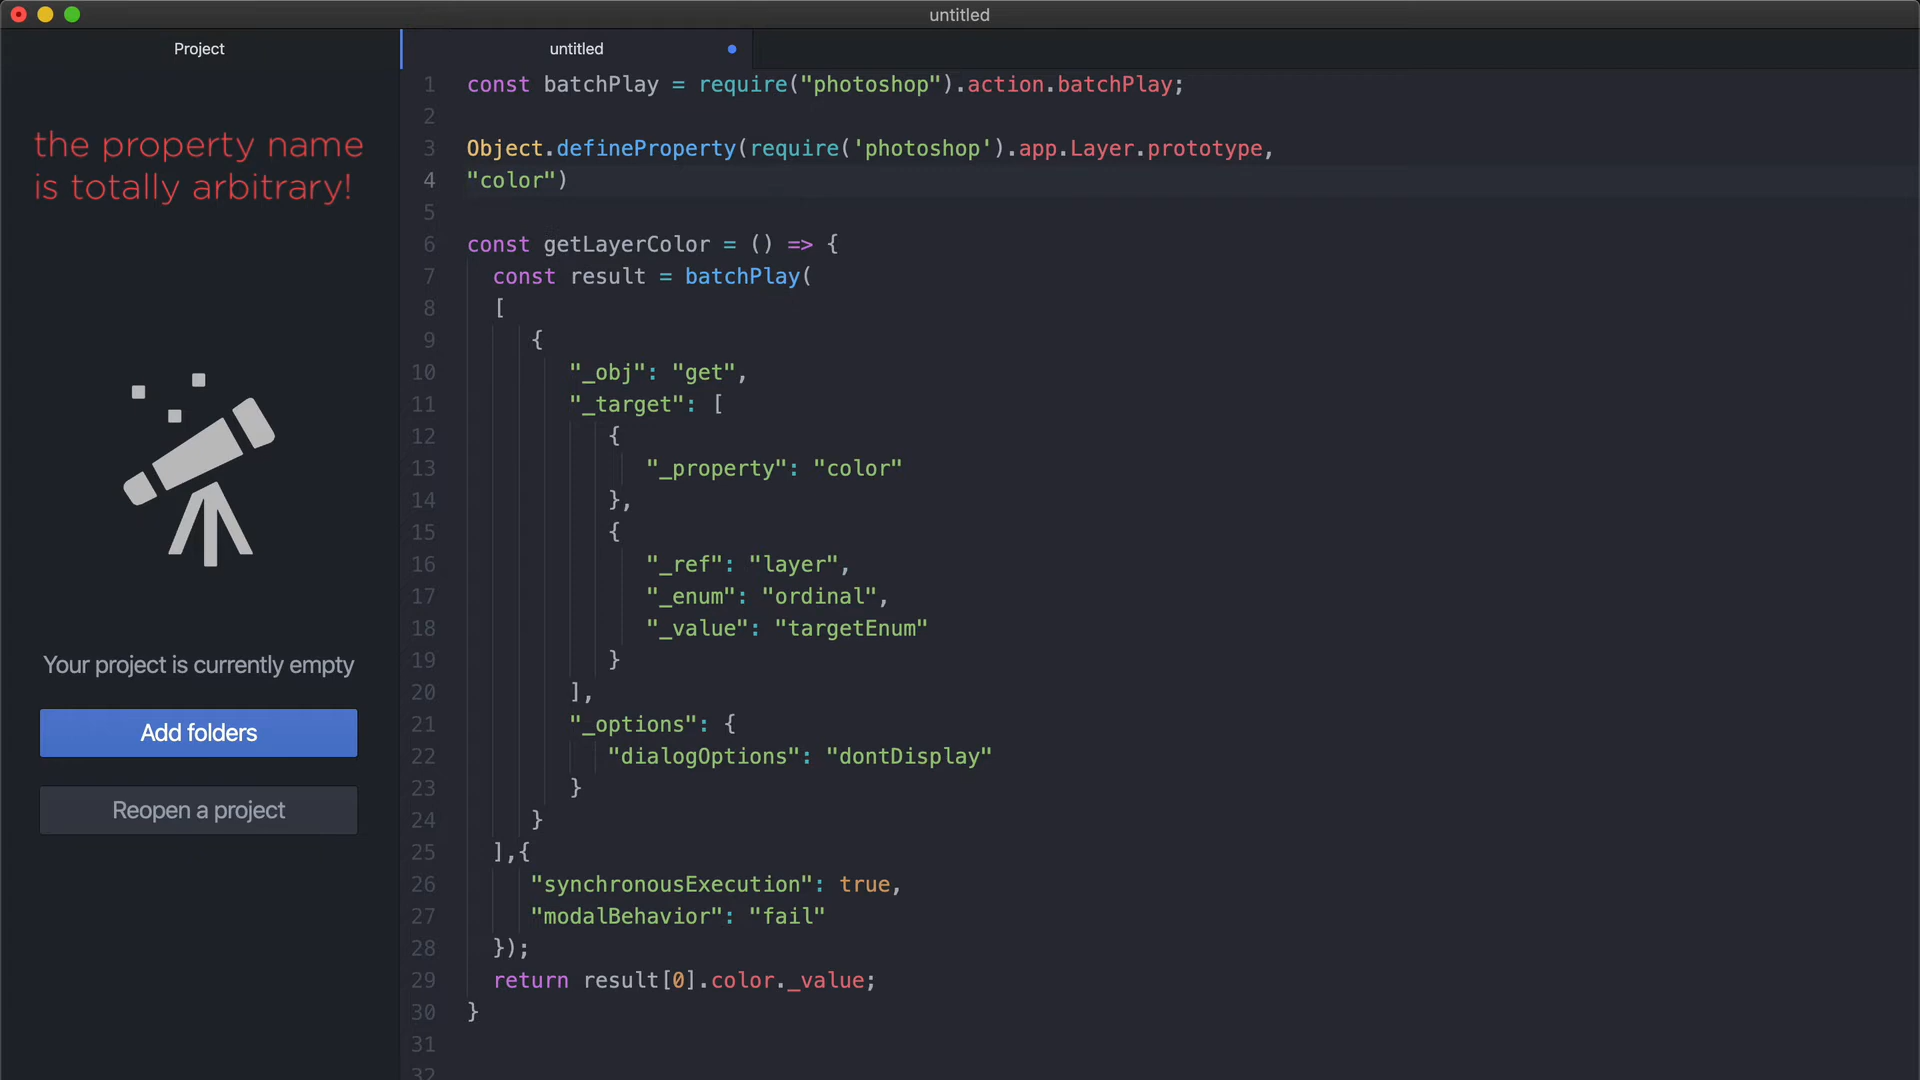 untitled
Project
untitled
the property name
is totally arbitrary!
Your project is currently empty
Add folders
Reopen a project
1 const batchPlay = require("photoshop").action.batchPlay;
2
3 Object.defineProperty(require('photoshop').app.Layer.prototype,
4 "color")
5
6 const getLayerColor = () => {
7 const result = batchPlay(
8 [
9 {
10 "_obj": "get",
11 "_target": [
12 {
13 "_property": "color"
14 },
15 {
16 "_ref": "layer",
17 "_enum": "ordinal",
18 "_value": "targetEnum"
19 }
20 ],
21 "_options": {
22 "dialogOptions": "dontDisplay"
23 }
24 }
25 ],{
26 "synchronousExecution": true,
27 "modalBehavior": "fail"
28 });
29 return result[0].color._value;
30 }
31
32